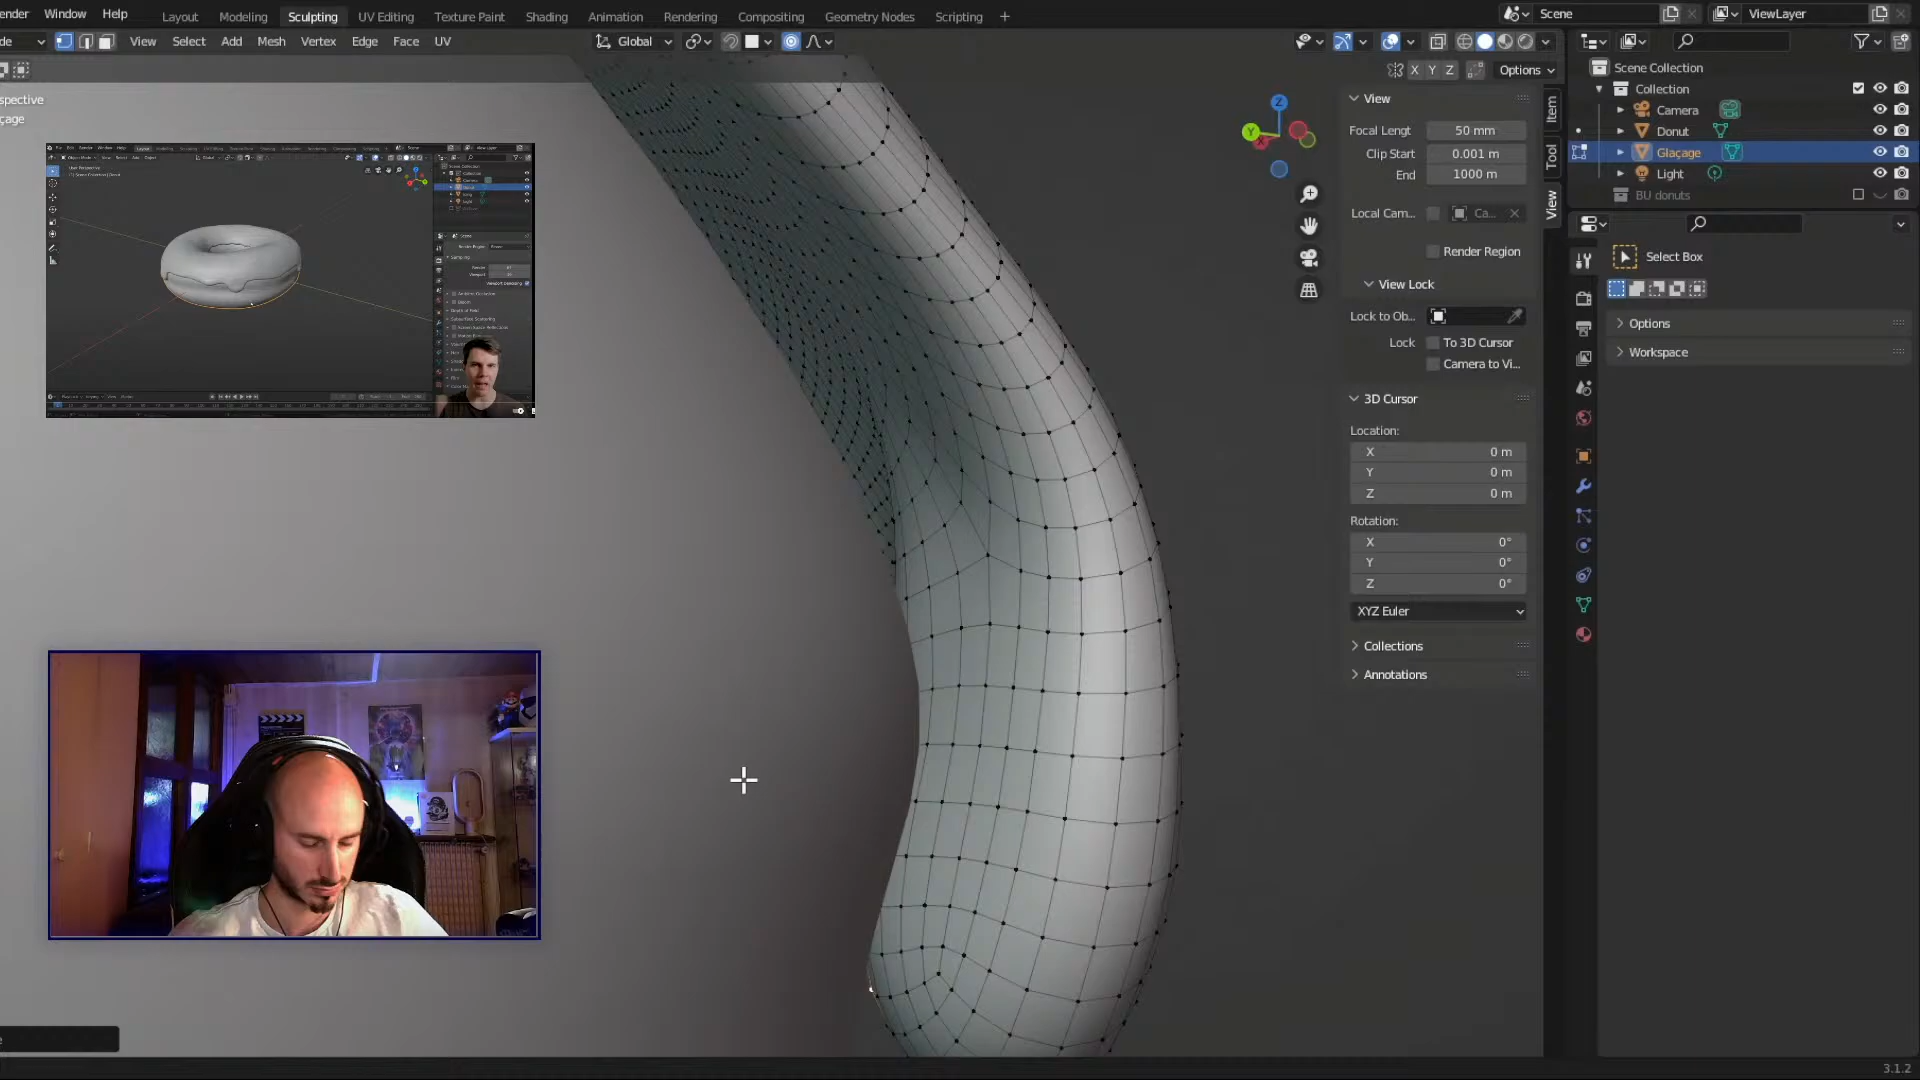 ender Window Help Layout Modeling Sculpting UV Editing Texture Paint Shading Animation Rendering Compositing Geometry Nodes Scripting + Scene ViewLayer
de View Select Add Mesh Vertex Edge Face UV Global
X Y Z Options
spective
çage
View
Focal Lengt 50 mm
Clip Start 0.001 m
End 1000 m
Local Cam... Ca...
Render Region
View Lock
Lock to Ob...
Lock To 3D Cursor
Camera to Vi...
3D Cursor
Location:
X 0 m
Y 0 m
Z 0 m
Rotation:
X 0°
Y 0°
Z 0°
XYZ Euler
Collections
Annotations
Item
Tool
View
Z
Y
X
Scene Collection
Collection
Camera
Donut
Glaçage
Light
BU donuts
Select Box
Options
Workspace
e
3.1.2